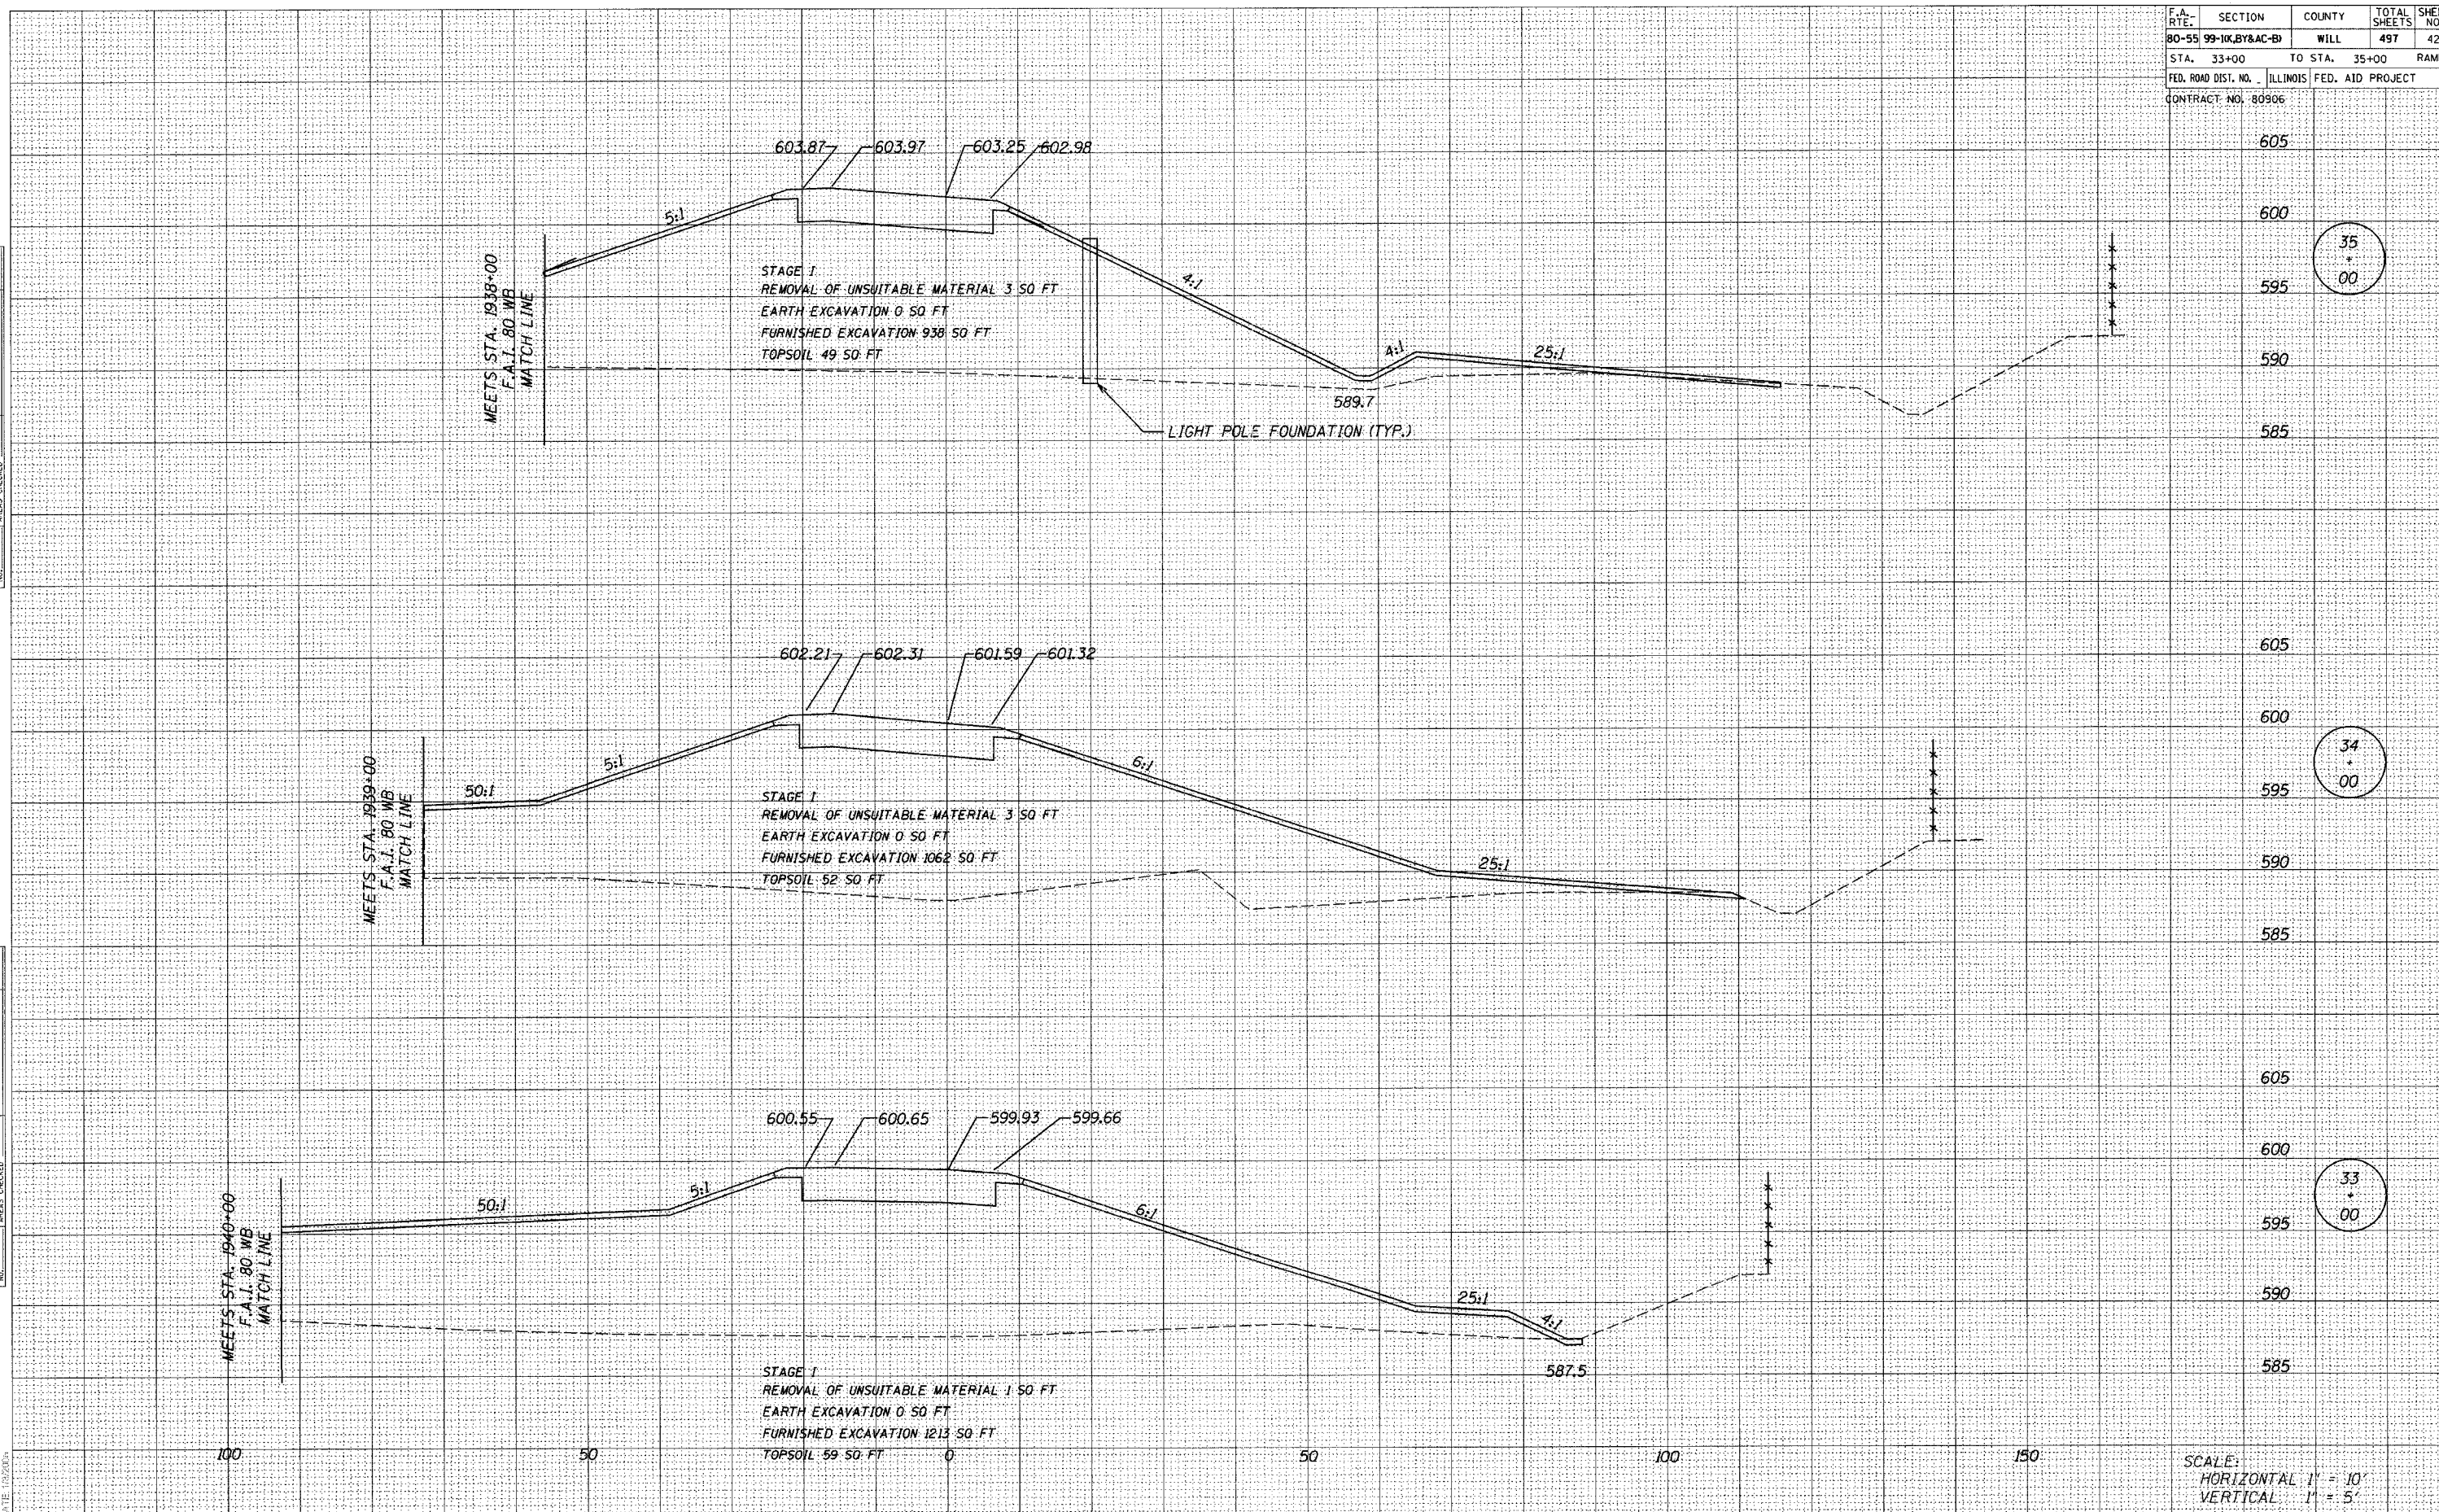 F.A. RTE. SECTION COUNTY TOTAL SHEETS
80-55 99-1(K,BY&AC-B) WILL 497
STA. 33+00 TO STA. 35+00
FED. ROAD DIST. NO. _ ILLINOIS FED. AID PROJECT
CONTRACT NO. 80906
603.87 603.97 603.25 602.98
605
600
595
590
585
35
+
00
5:1
4:1
4:1
25:1
MEETS STA. 1938+00
F.A.I. 80 WB
MATCH LINE
STAGE I
REMOVAL OF UNSUITABLE MATERIAL 3 SQ FT
EARTH EXCAVATION 0 SQ FT
FURNISHED EXCAVATION 938 SQ FT
TOPSOIL 49 SQ FT
589.7
LIGHT POLE FOUNDATION (TYP.)
602.21 602.31 601.59 601.32
605
600
595
590
585
34
+
00
50:1
5:1
6:1
25:1
MEETS STA. 1939+00
F.A.I. 80 WB
MATCH LINE
STAGE I
REMOVAL OF UNSUITABLE MATERIAL 3 SQ FT
EARTH EXCAVATION 0 SQ FT
FURNISHED EXCAVATION 1062 SQ FT
TOPSOIL 52 SQ FT
600.55 600.65 599.93 599.66
605
600
595
590
585
33
+
00
50:1
5:1
6:1
25:1
4:1
MEETS STA. 1940+00
F.A.I. 80 WB
MATCH LINE
587.5
STAGE I
REMOVAL OF UNSUITABLE MATERIAL 1 SQ FT
EARTH EXCAVATION 0 SQ FT
FURNISHED EXCAVATION 1213 SQ FT
TOPSOIL 59 SQ FT
100 50 0 50 100 150
SCALE:
HORIZONTAL 1" = 10'
VERTICAL 1" = 5'